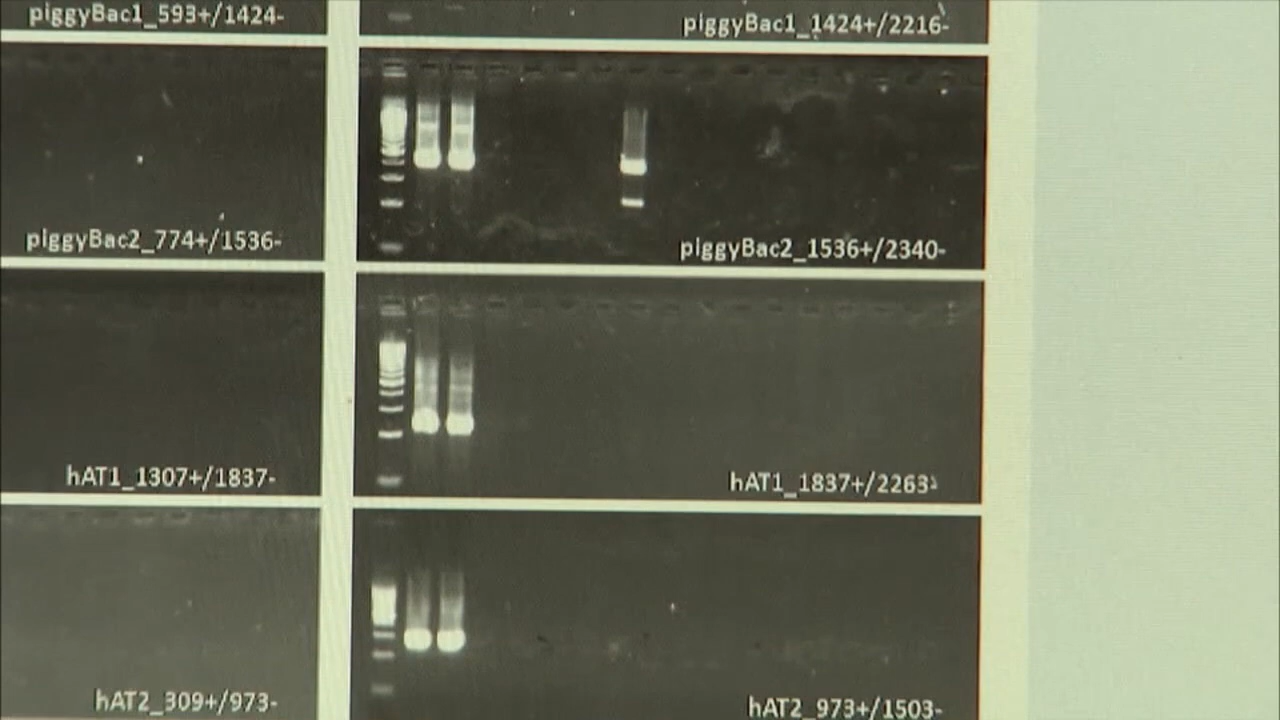 piggyBac1_593+/1424-
piggyBac1_1424+/2216-
piggyBac2_774+/1536-
piggyBac2_1536+/2340-
hAT1_1307+/1837-
hAT1_1837+/2263-
hAT2_309+/973-
hAT2_973+/1503-